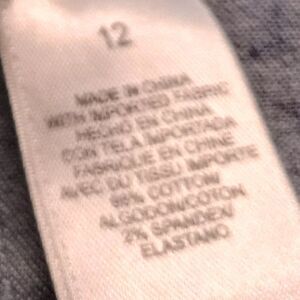 12
MADE IN CHINA
WITH IMPORTED FABRIC
HECHO EN CHINA
CON TELA IMPORTADA
FABRIQUE EN CHINE
AVEC DU TISSU IMPORTE
98% COTTON
ALGODON/COTON
2% SPANDEX/
ELASTANO